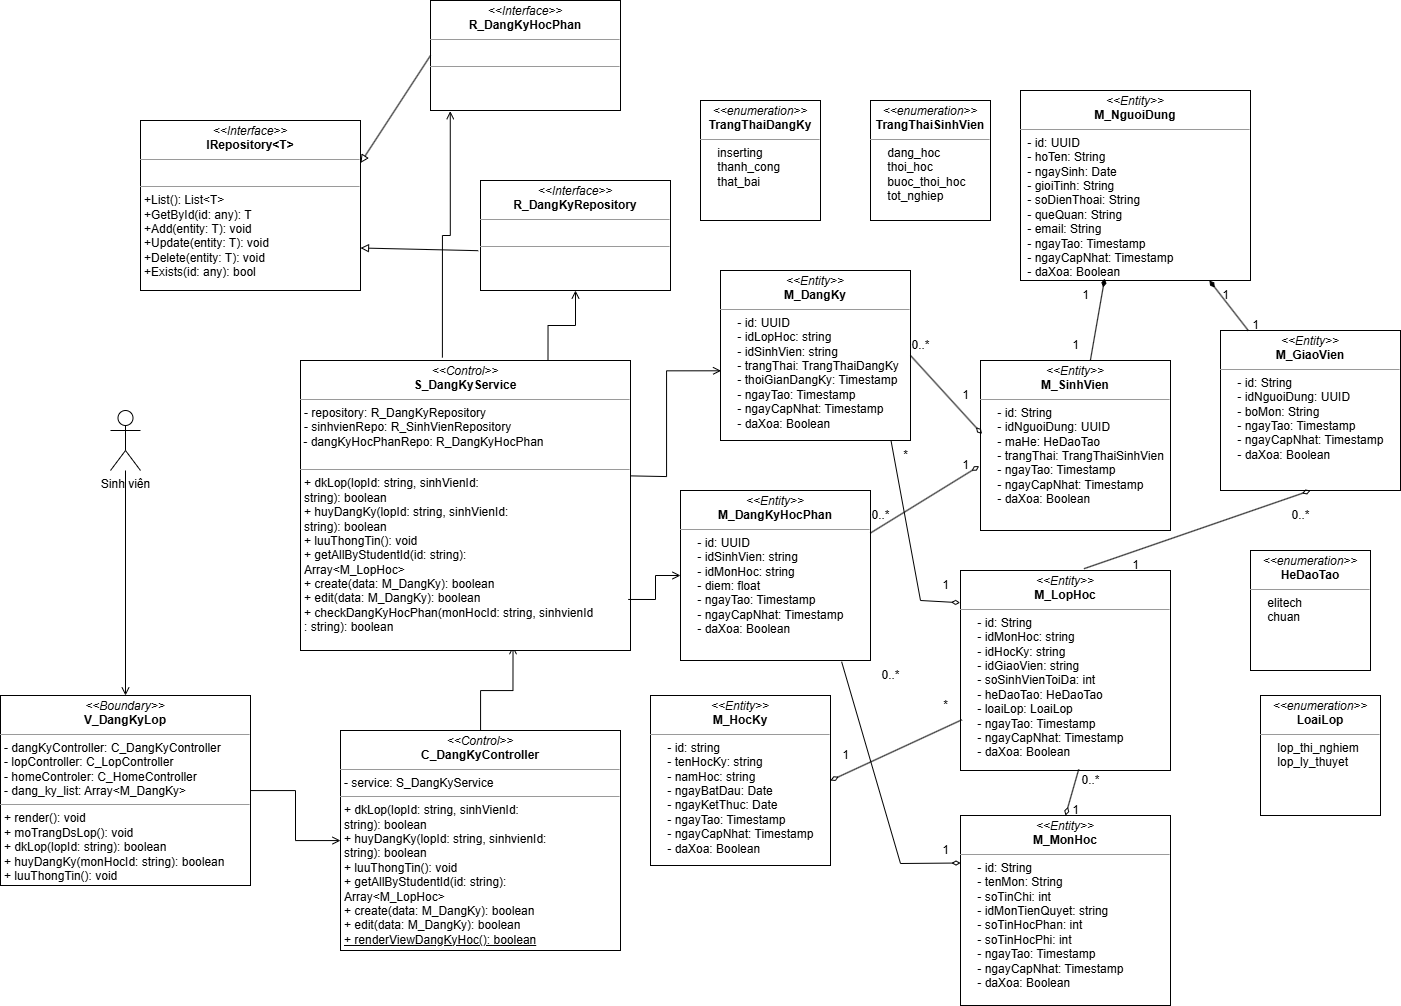 <<Interface>>
R_DangKyHocPhan
<<Interface>>
IRepository<T>
+List(): List<T>
+GetById(id: any): T
+Add(entity: T): void
+Update(entity: T): void
+Delete(entity: T): void
+Exists(id: any): bool
<<Interface>>
R_DangKyRepository
<<enumeration>>
TrangThaiDangKy
inserting
thanh_cong
that_bai
<<enumeration>>
TrangThaiSinhVien
dang_hoc
thoi_hoc
buoc_thoi_hoc
tot_nghiep
<<Entity>>
M_NguoiDung
- id: UUID
- hoTen: String
- ngaySinh: Date
- gioiTinh: String
- soDienThoai: String
- queQuan: String
- email: String
- ngayTao: Timestamp
- ngayCapNhat: Timestamp
- daXoa: Boolean
1
1
1
1
<<Entity>>
M_DangKy
- id: UUID
- idLopHoc: string
- idSinhVien: string
- trangThai: TrangThaiDangKy
- thoiGianDangKy: Timestamp
- ngayTao: Timestamp
- ngayCapNhat: Timestamp
- daXoa: Boolean
0..*
1
*
1
<<Entity>>
M_SinhVien
- id: String
- idNguoiDung: UUID
- maHe: HeDaoTao
- trangThai: TrangThaiSinhVien
- ngayTao: Timestamp
- ngayCapNhat: Timestamp
- daXoa: Boolean
<<Entity>>
M_GiaoVien
- id: String
- idNguoiDung: UUID
- boMon: String
- ngayTao: Timestamp
- ngayCapNhat: Timestamp
- daXoa: Boolean
0..*
1
<<Control>>
S_DangKyService
- repository: R_DangKyRepository
- sinhvienRepo: R_SinhVienRepository
- dangKyHocPhanRepo: R_DangKyHocPhan
+ dkLop(lopId: string, sinhVienId:
string): boolean
+ huyDangKy(lopId: string, sinhVienId:
string): boolean
+ luuThongTin(): void
+ getAllByStudentId(id: string):
Array<M_LopHoc>
+ create(data: M_DangKy): boolean
+ edit(data: M_DangKy): boolean
+ checkDangKyHocPhan(monHocId: string, sinhvienId
: string): boolean
Sinh viên
<<Entity>>
M_DangKyHocPhan
- id: UUID
- idSinhVien: string
- idMonHoc: string
- diem: float
- ngayTao: Timestamp
- ngayCapNhat: Timestamp
- daXoa: Boolean
0..*
1
0..*
1
<<Entity>>
M_LopHoc
- id: String
- idMonHoc: string
- idHocKy: string
- idGiaoVien: string
- soSinhVienToiDa: int
- heDaoTao: HeDaoTao
- loaiLop: LoaiLop
- ngayTao: Timestamp
- ngayCapNhat: Timestamp
- daXoa: Boolean
*
1
0..*
1
<<enumeration>>
HeDaoTao
elitech
chuan
<<enumeration>>
LoaiLop
lop_thi_nghiem
lop_ly_thuyet
<<Boundary>>
V_DangKyLop
- dangKyController: C_DangKyController
- lopController: C_LopController
- homeControler: C_HomeController
- dang_ky_list: Array<M_DangKy>
+ render(): void
+ moTrangDsLop(): void
+ dkLop(lopId: string): boolean
+ huyDangKy(monHocId: string): boolean
+ luuThongTin(): void
<<Control>>
C_DangKyController
- service: S_DangKyService
+ dkLop(lopId: string, sinhVienId:
string): boolean
+ huyDangKy(lopId: string, sinhvienId:
string): boolean
+ luuThongTin(): void
+ getAllByStudentId(id: string):
Array<M_LopHoc>
+ create(data: M_DangKy): boolean
+ edit(data: M_DangKy): boolean
+ renderViewDangKyHoc(): boolean
<<Entity>>
M_HocKy
- id: string
- tenHocKy: string
- namHoc: string
- ngayBatDau: Date
- ngayKetThuc: Date
- ngayTao: Timestamp
- ngayCapNhat: Timestamp
- daXoa: Boolean
<<Entity>>
M_MonHoc
- id: String
- tenMon: String
- soTinChi: int
- idMonTienQuyet: string
- soTinHocPhan: int
- soTinHocPhi: int
- ngayTao: Timestamp
- ngayCapNhat: Timestamp
- daXoa: Boolean